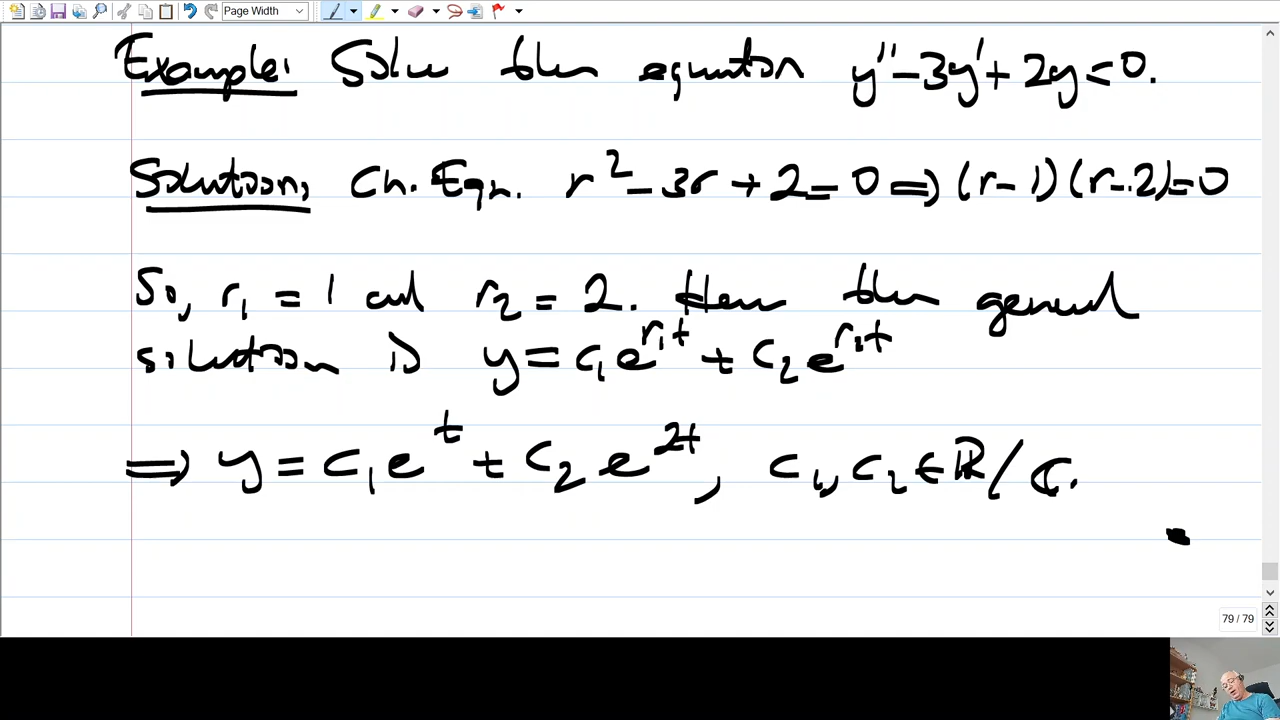 Page Width
Example: Solve the equation y'' - 3y' + 2y = 0.
Solution: Ch. Eqn. r² - 3r + 2 = 0 ⟹ (r-1)(r-2) = 0
So, r₁ = 1 and r₂ = 2. Hence the general
solution is y = c₁e^{r₁t} + c₂e^{r₂t}
⟹ y = c₁e^t + c₂e^{2t}, c₁, c₂ ∈ ℝ/ℂ.
79 / 79